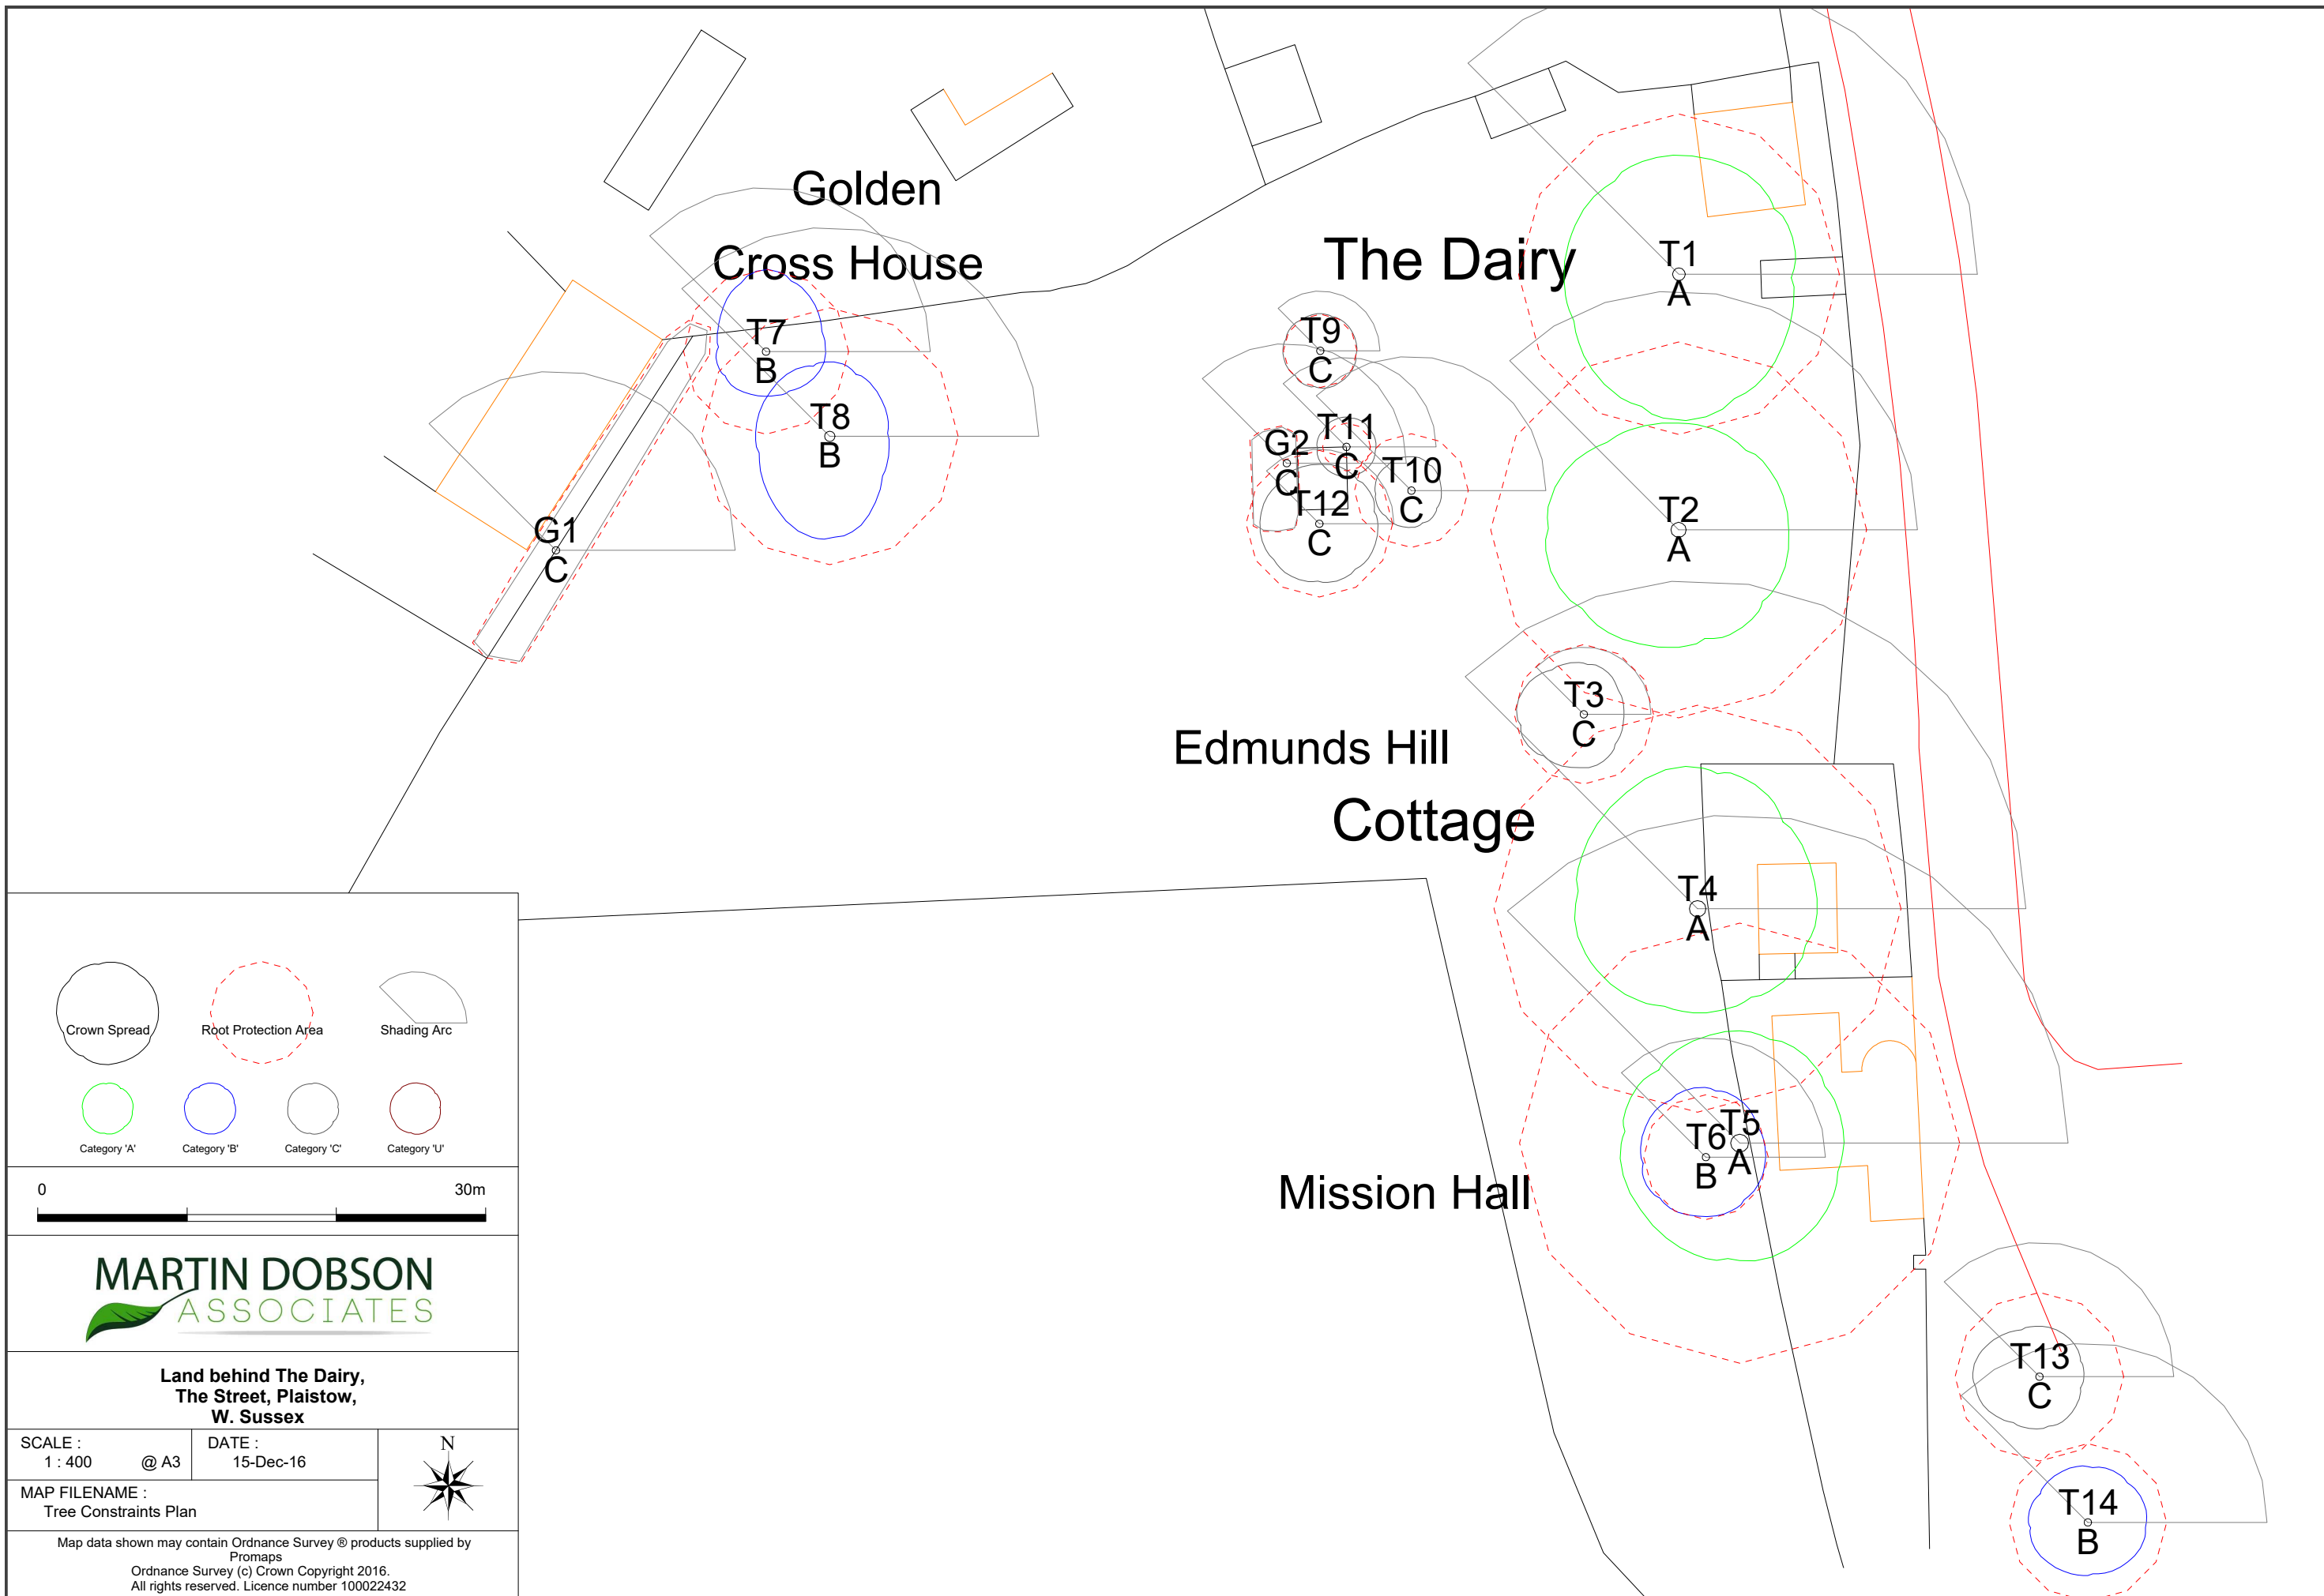 Golden
Cross House
The Dairy
T1
A
T7
B
T9
C
T8
B
T11
C
G2
C
T10
C
T12
C
T2
A
G1
C
T3
C
Edmunds Hill
Cottage
T4
A
T5
A
T6
B
Mission Hall
T13
C
T14
B
Crown Spread
Root Protection Area
Shading Arc
Category 'A'
Category 'B'
Category 'C'
Category 'U'
0
30m
MARTIN DOBSON
ASSOCIATES
Land behind The Dairy,
The Street, Plaistow,
W. Sussex
SCALE :
1 : 400 @ A3
DATE :
15-Dec-16
N
MAP FILENAME :
Tree Constraints Plan
Map data shown may contain Ordnance Survey ® products supplied by
Promaps
Ordnance Survey (c) Crown Copyright 2016.
All rights reserved. Licence number 100022432